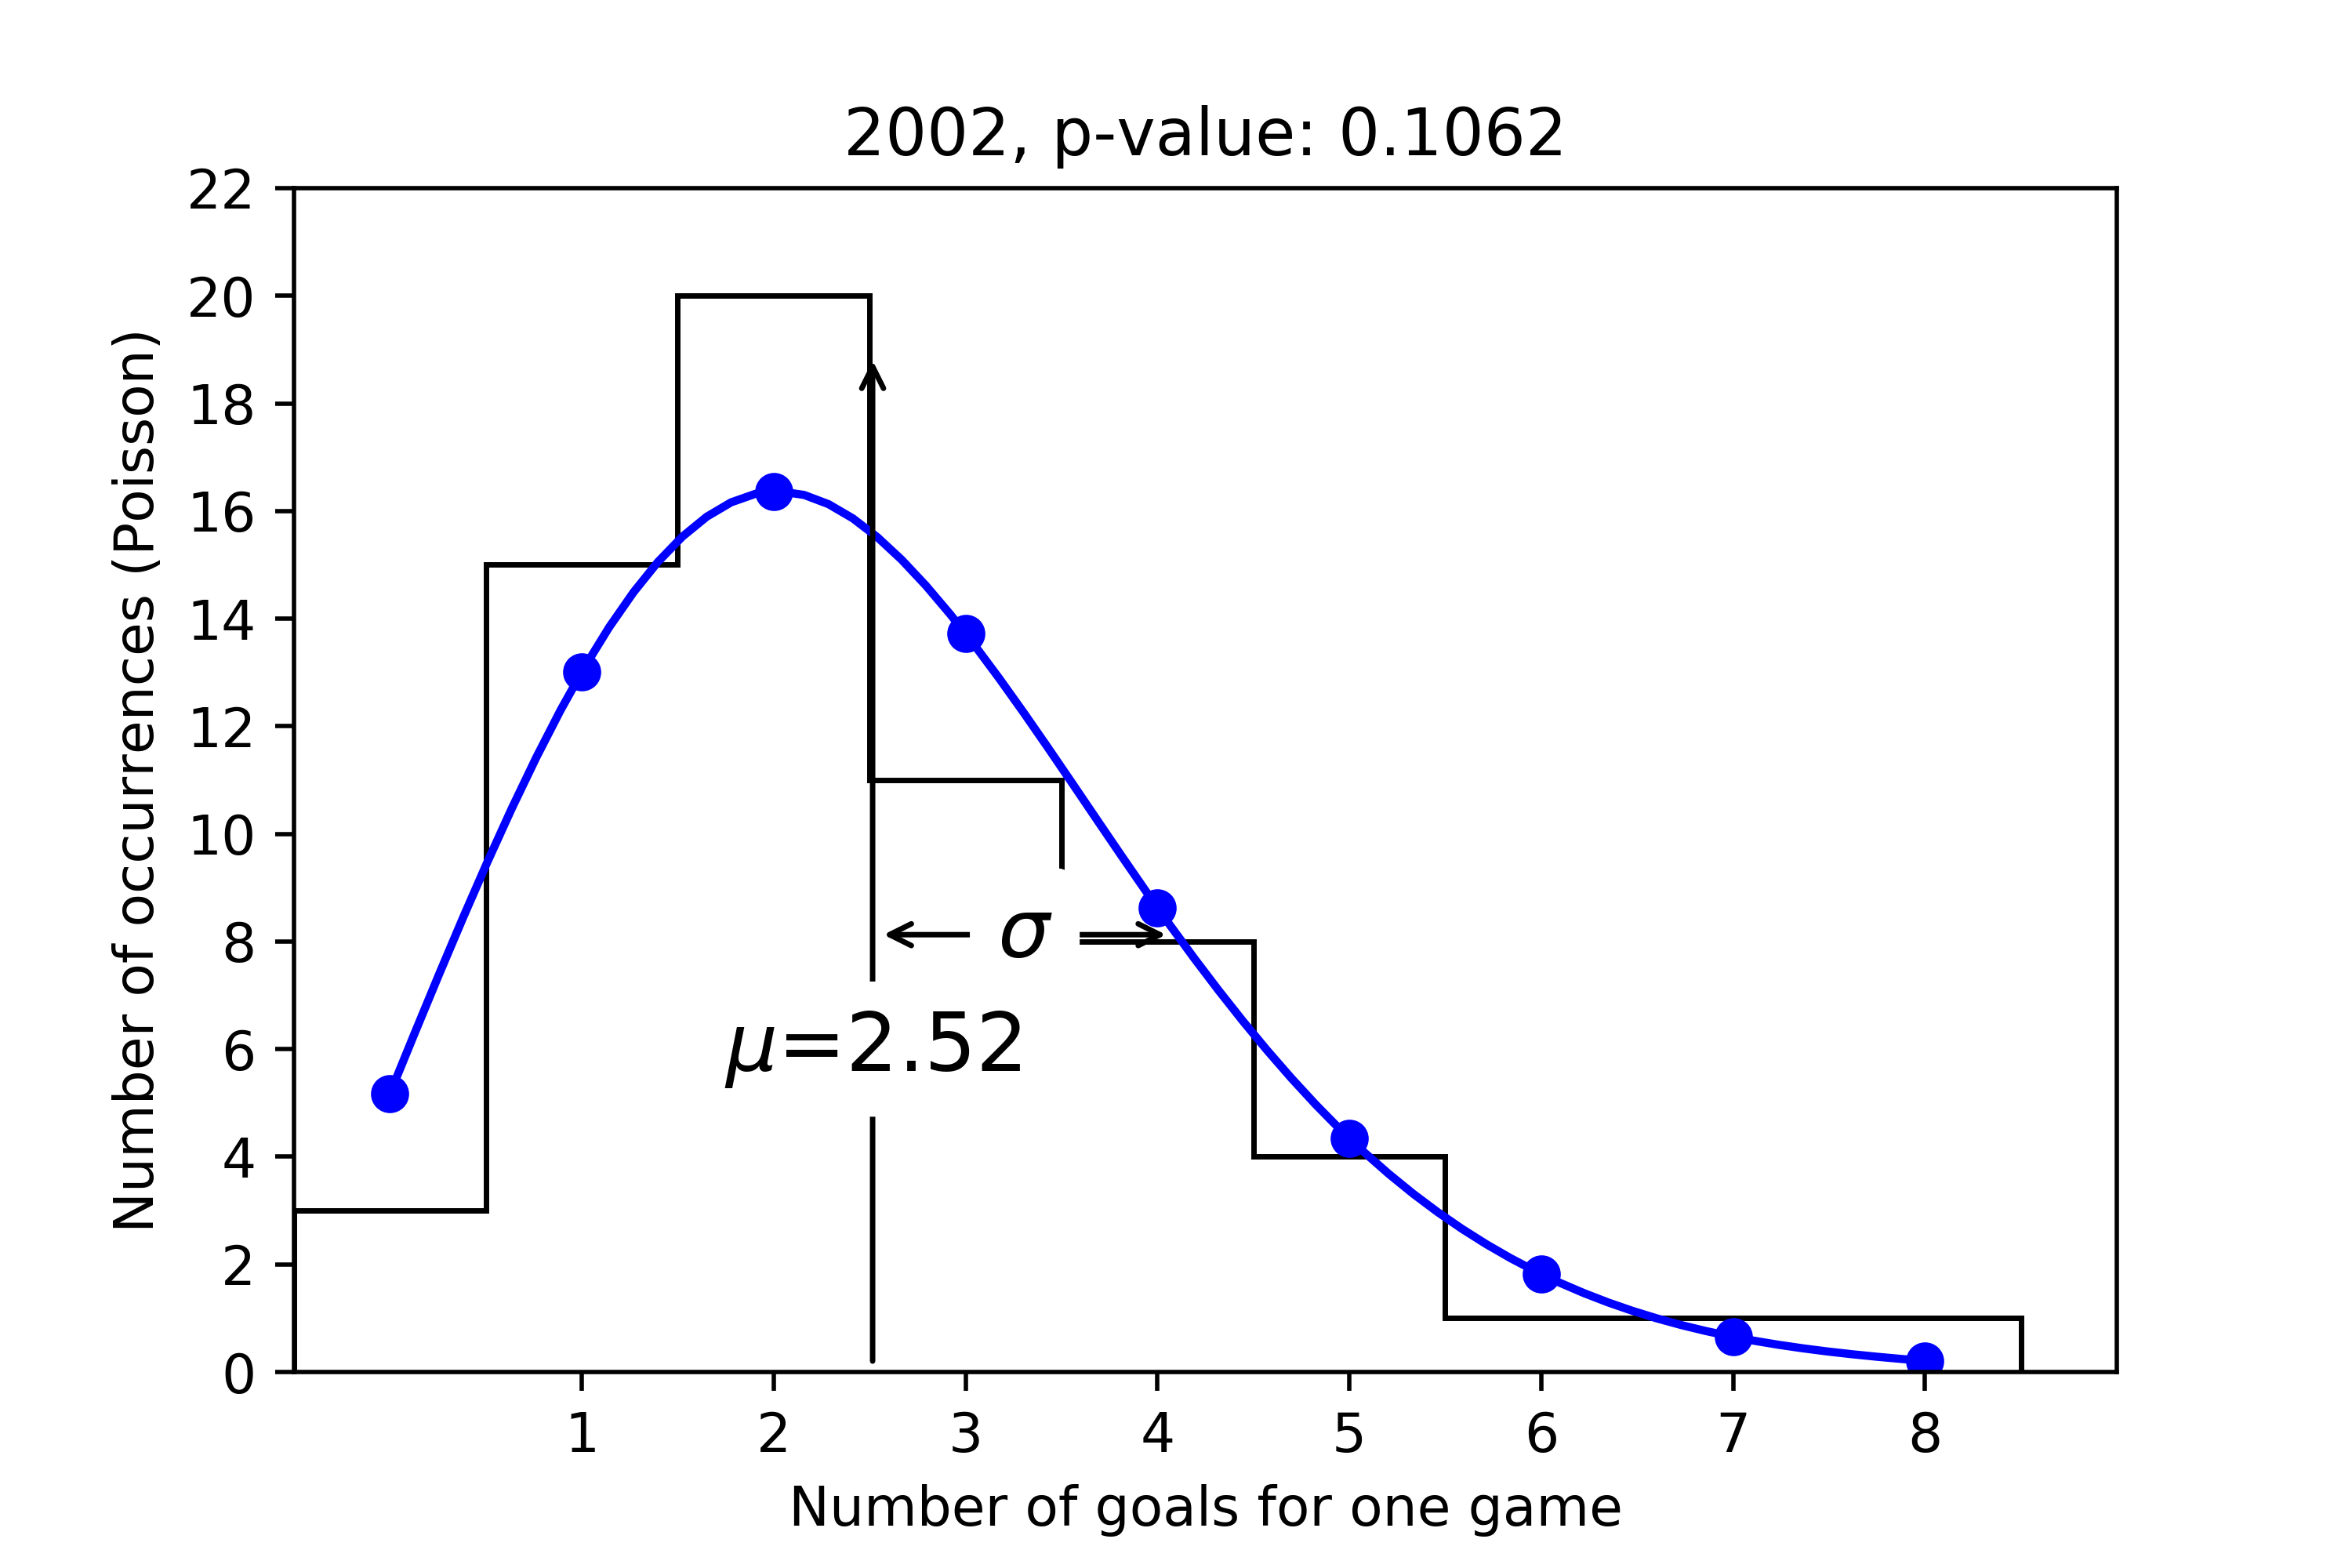 2002, p-value: 0.1062
Number of occurrences (Poisson)
22
20
18
16
14
12
10
8
6
4
2
0
σ
μ=2.52
1 2 3 4 5 6 7 8
Number of goals for one game